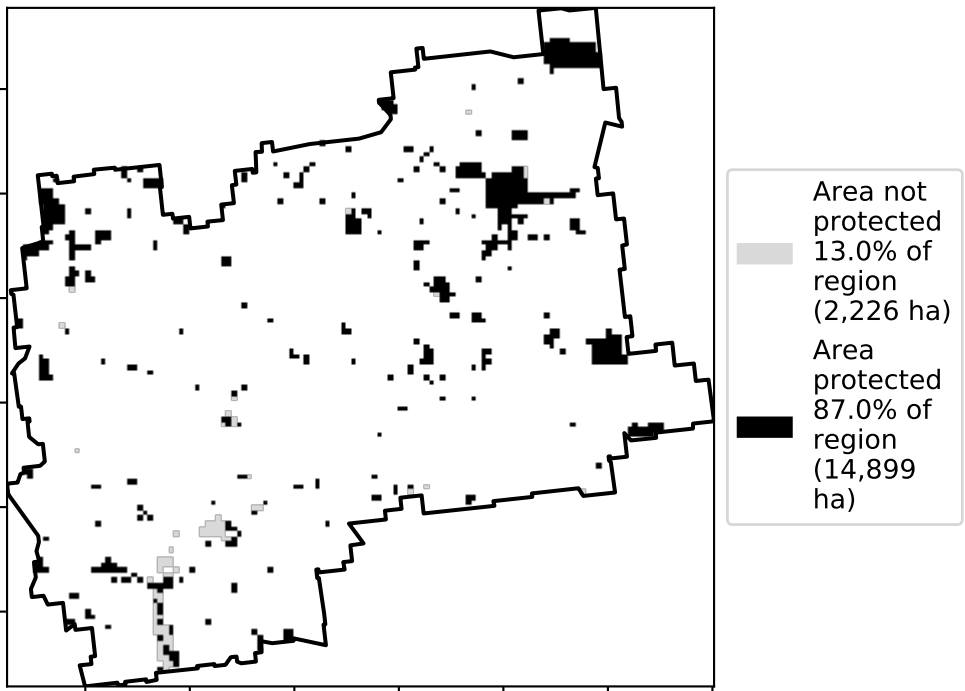 Area not
protected
13.0% of
region
(2,226 ha)
Area
protected
87.0% of
region
(14,899
ha)